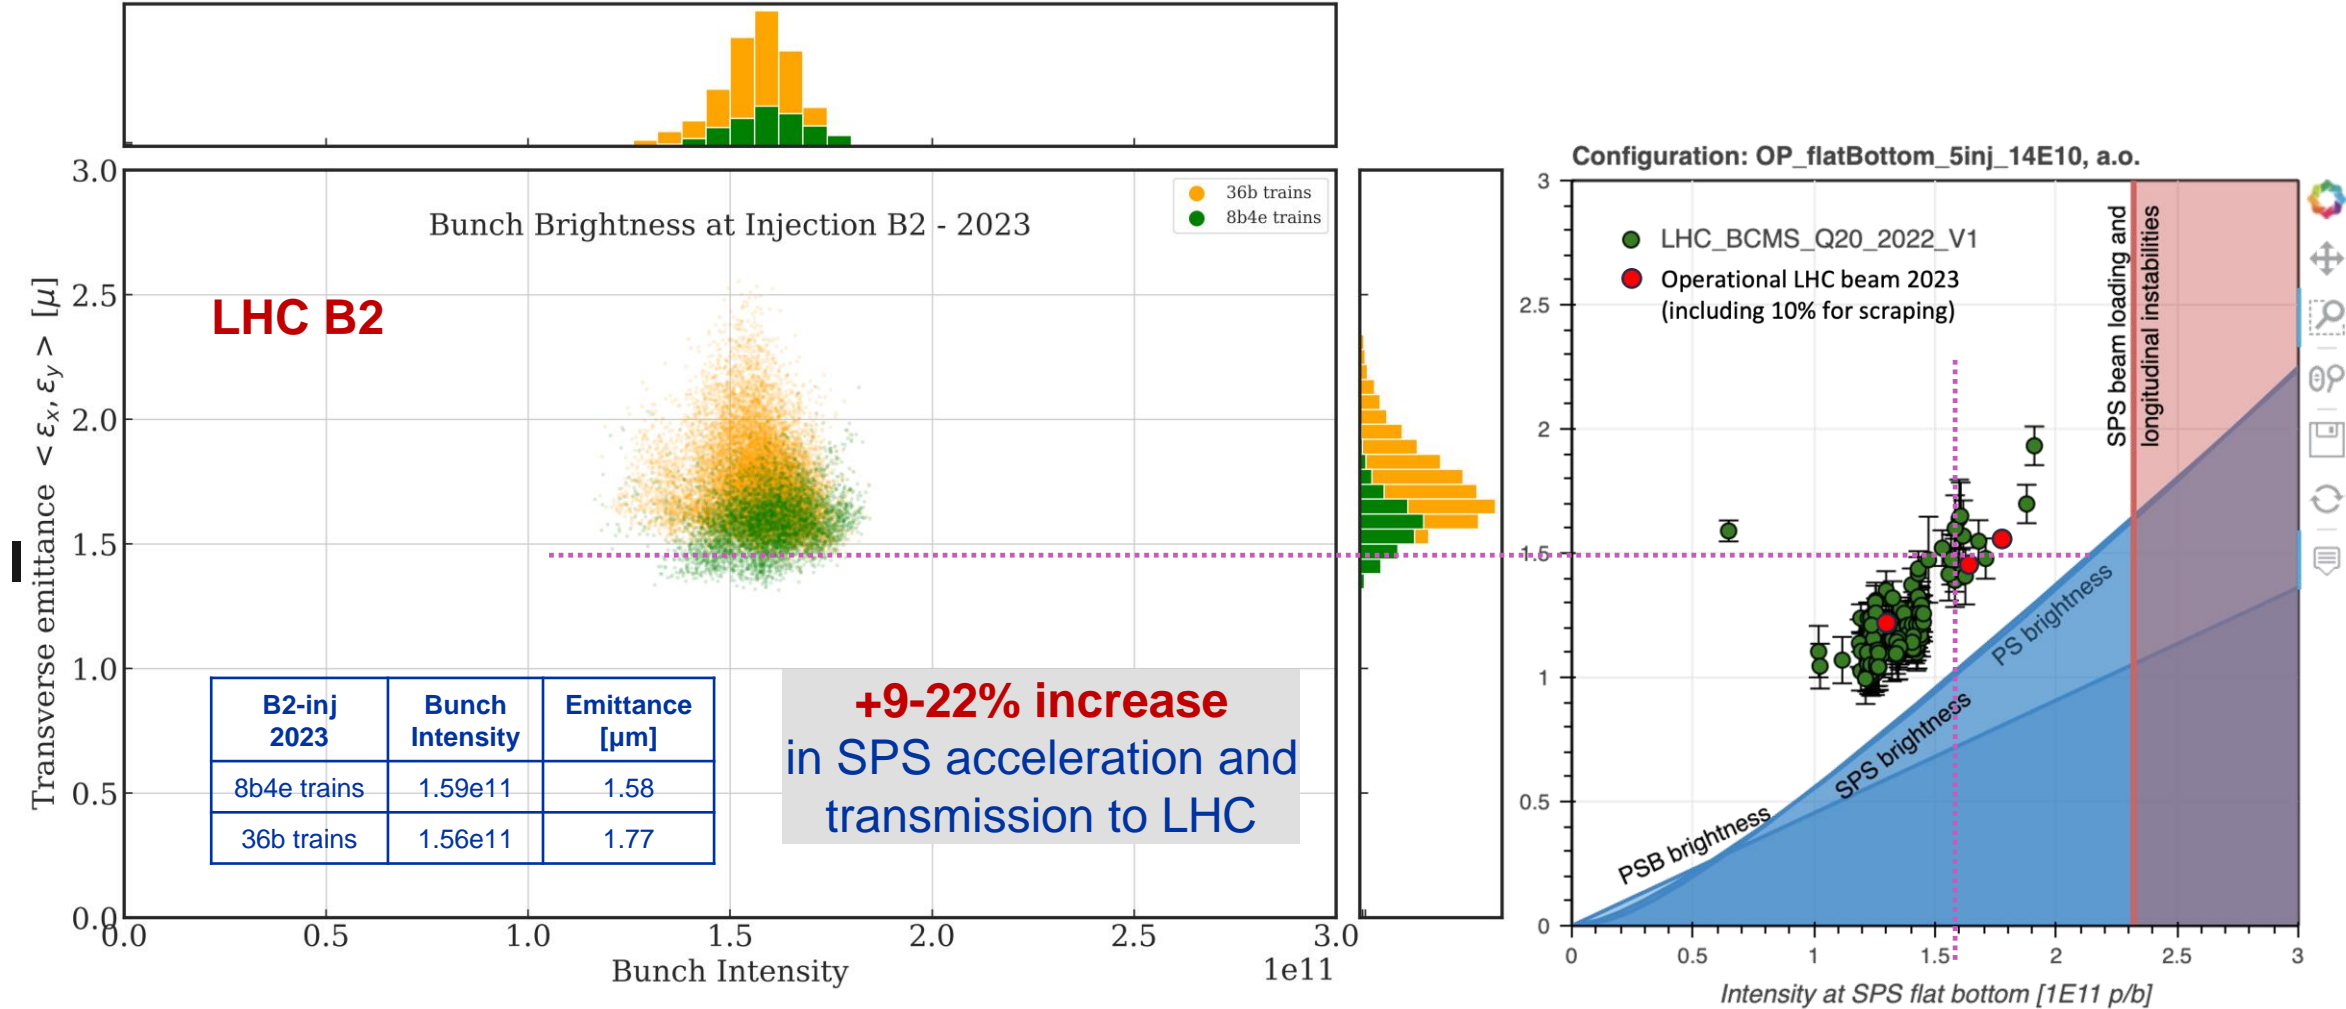 3.0
2.5
2.0
1.5
1.0
0.5
0.0
Transverse emittance < εx, εy > [μ]
36b trains
8b4e trains
Bunch Brightness at Injection B2 - 2023
LHC B2
B2-inj 2023
Bunch Intensity
Emittance [μm]
8b4e trains 1.59e11 1.58
36b trains 1.56e11 1.77
+9-22% increase
in SPS acceleration and
transmission to LHC
0.0 0.5 1.0 1.5 2.0 2.5 3.0
Bunch Intensity
1e11
Configuration: OP_flatBottom_5inj_14E10, a.o.
3
2.5
2
1.5
1
0.5
0
LHC_BCMS_Q20_2022_V1
Operational LHC beam 2023
(including 10% for scraping)
SPS beam loading and
longitudinal instabilities
PS brightness
SPS brightness
PSB brightness
0 0.5 1 1.5 2 2.5 3
Intensity at SPS flat bottom [1E11 p/b]